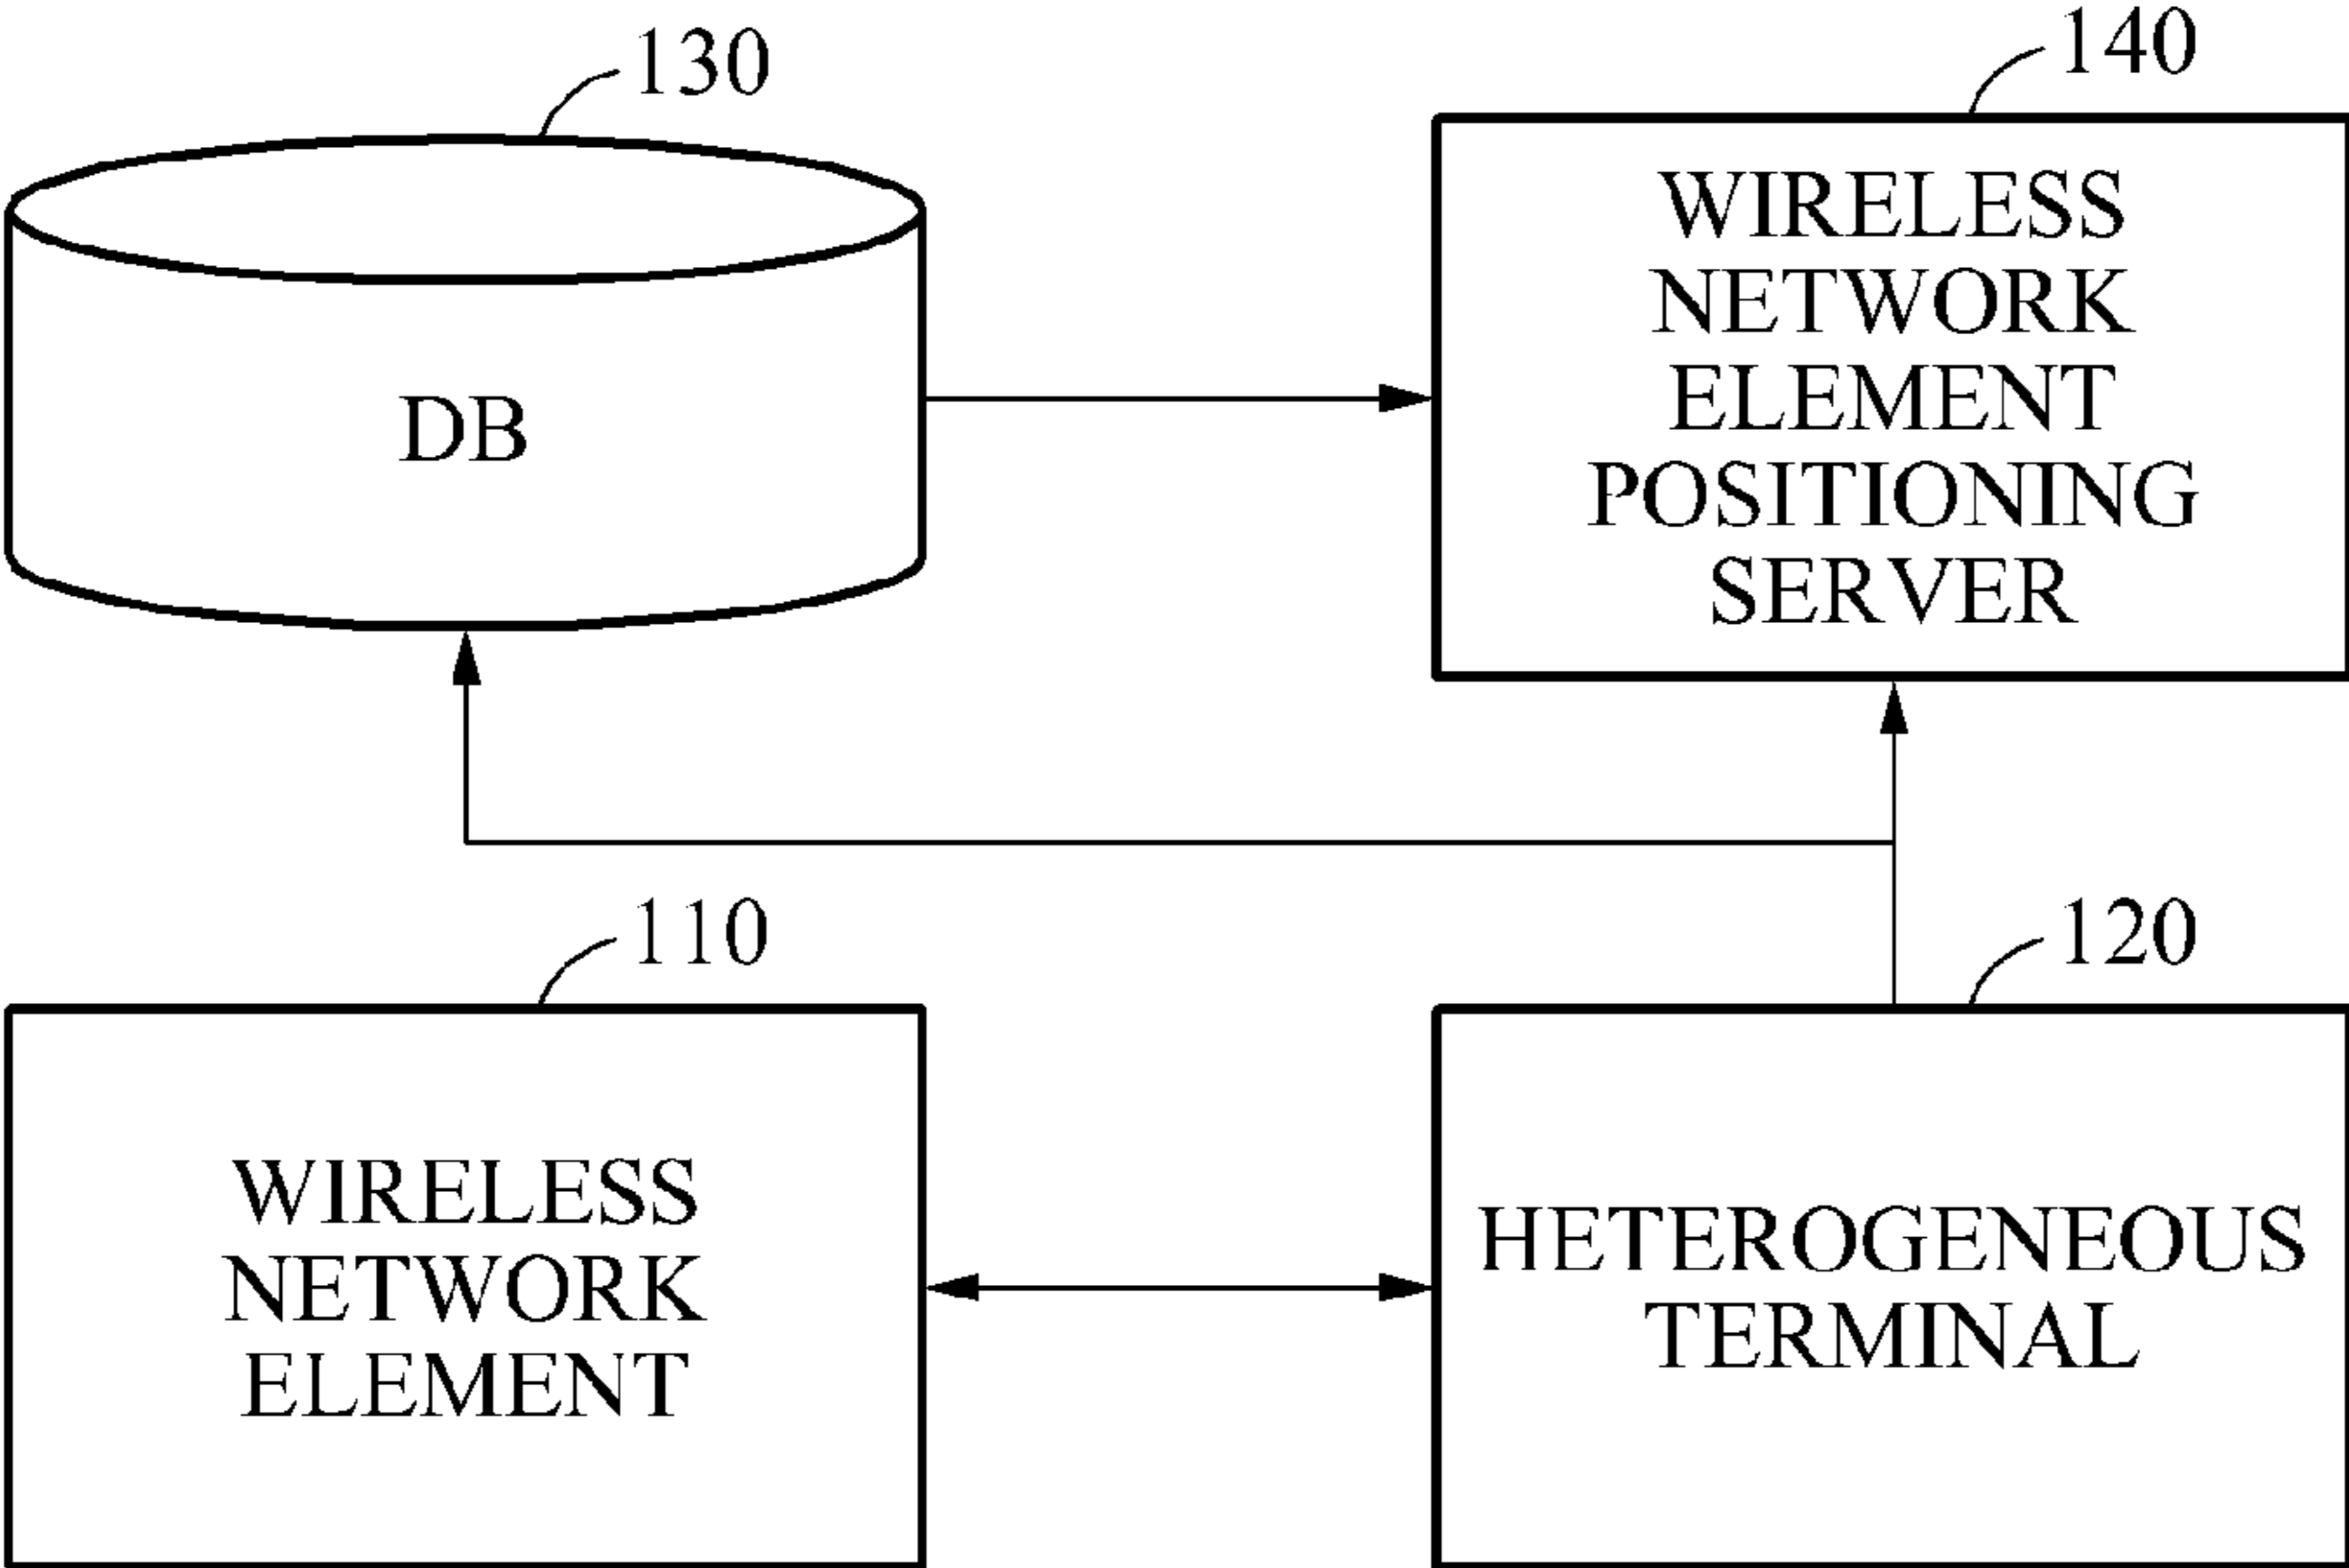 130
140
DB
WIRELESS
NETWORK
ELEMENT
POSITIONING
SERVER
110
120
WIRELESS
NETWORK
ELEMENT
HETEROGENEOUS
TERMINAL